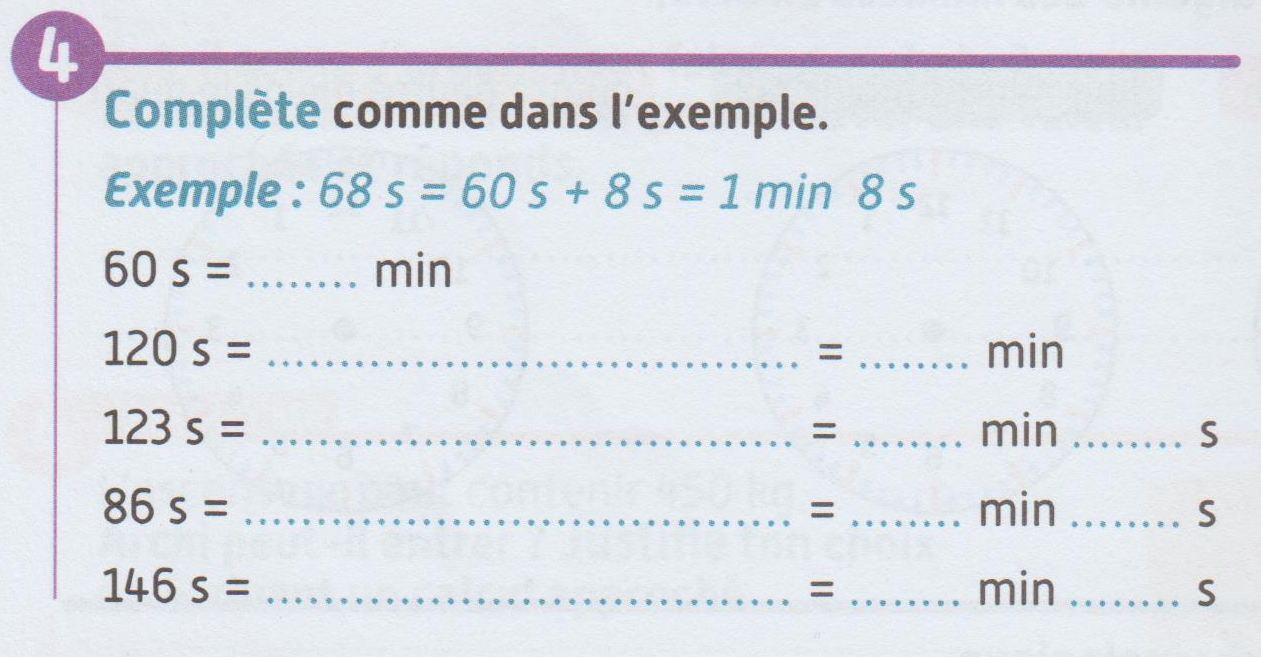 4
Complète comme dans l'exemple.
Exemple : 68 s = 60 s + 8 s = 1 min 8 s
60 s = ........ min
120 s = ...................................... = ........ min
123 s = ...................................... = ........ min ........ s
86 s = ....................................... = ........ min ........ s
146 s = ...................................... = ........ min ........ s